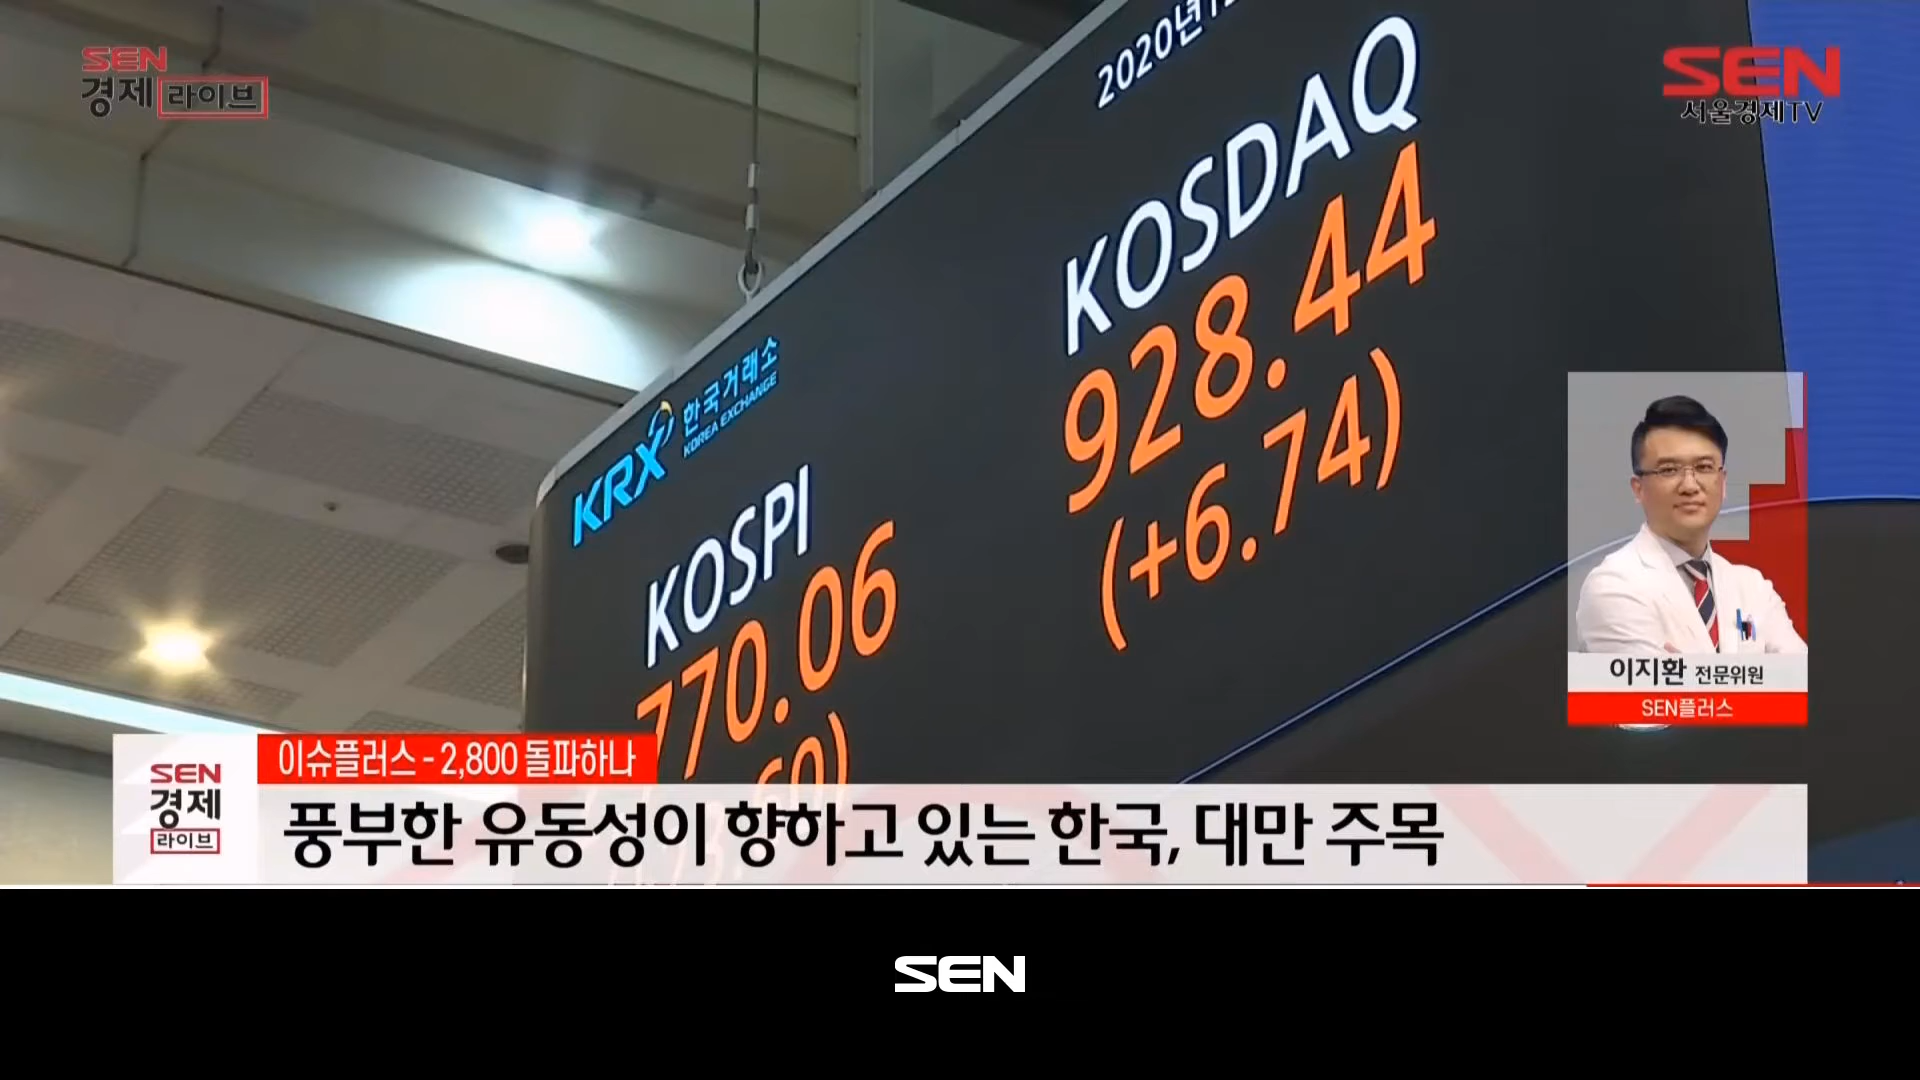 SEN
경제 라이브
SEN
서울경제TV
2020년
KOSDAQ
928.44
(+6.74)
KRX 한국거래소
KOREA EXCHANGE
KOSPI
770.06
이지환 전문위원
SEN플러스
이슈플러스 - 2,800 돌파하나
SEN
경제
라이브
풍부한 유동성이 향하고 있는 한국, 대만 주목
SEN